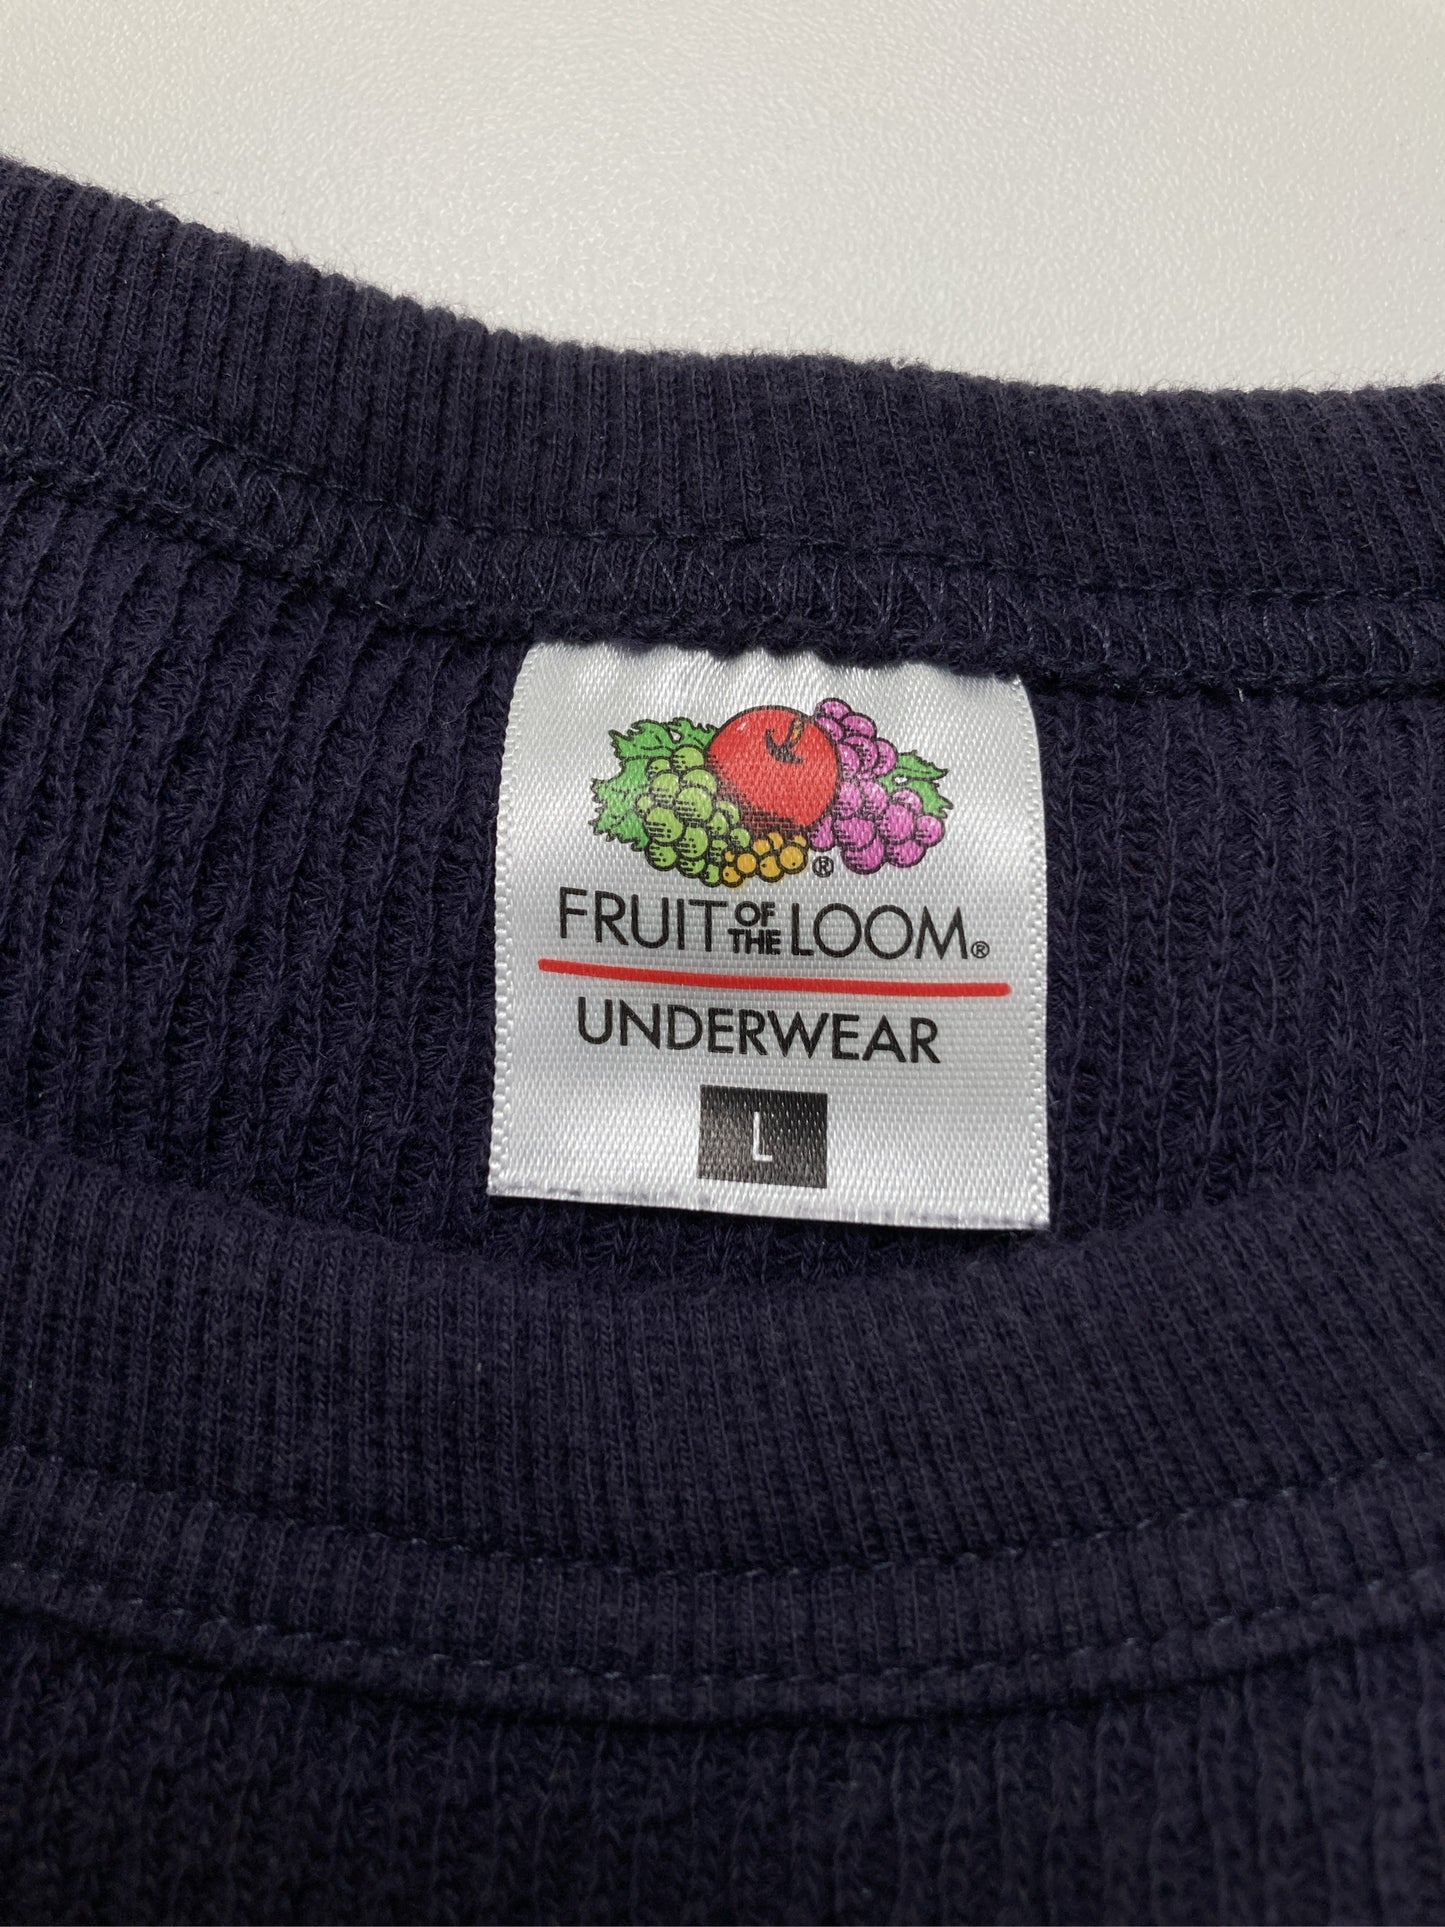 ®
FRUIT OF THE LOOM®
UNDERWEAR
L